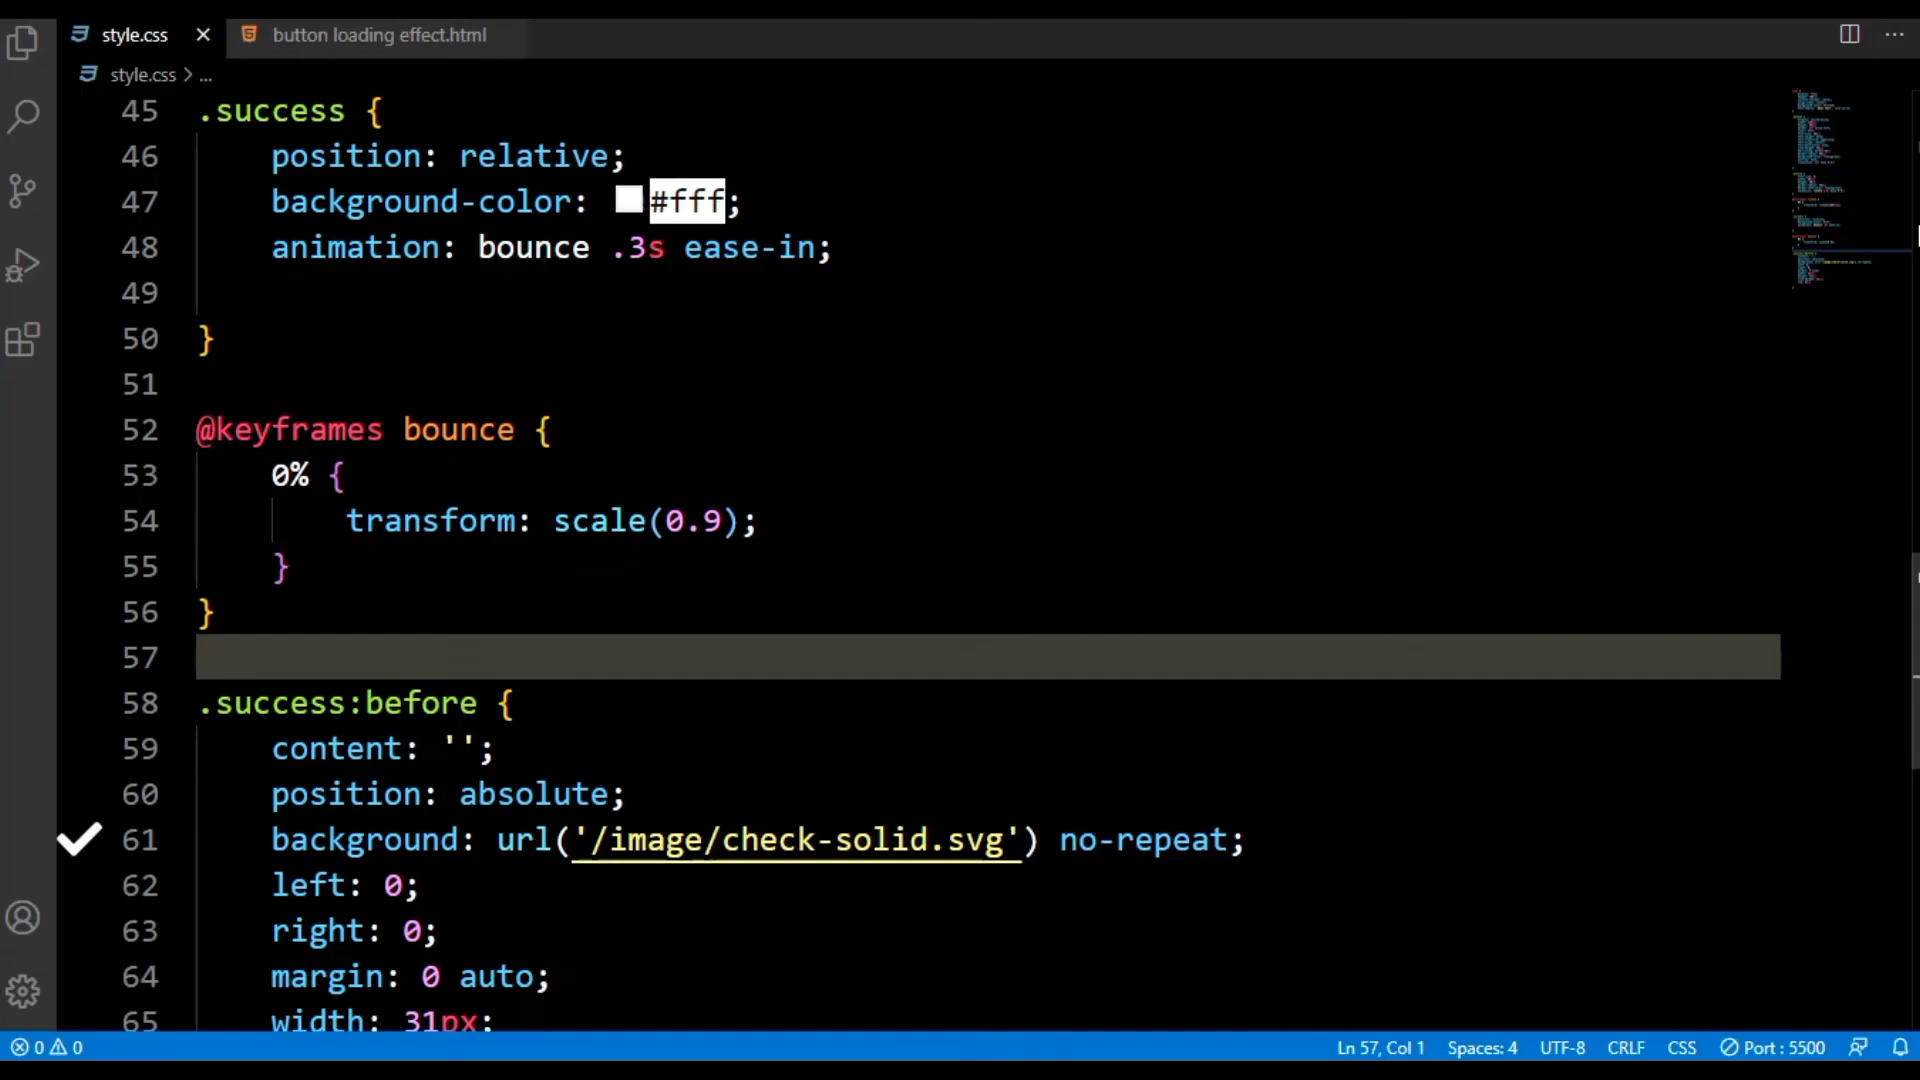 style.css
button loading effect.html
style.css > ...
45 .success {
46 position: relative;
47 background-color: #fff;
48 animation: bounce .3s ease-in;
49
50 }
51
52 @keyframes bounce {
53 0% {
54 transform: scale(0.9);
55 }
56 }
57
58 .success:before {
59 content: '';
60 position: absolute;
61 background: url('/image/check-solid.svg') no-repeat;
62 left: 0;
63 right: 0;
64 margin: 0 auto;
65 width: 31px;
0 0
Ln 57, Col 1 Spaces: 4 UTF-8 CRLF CSS Port : 5500